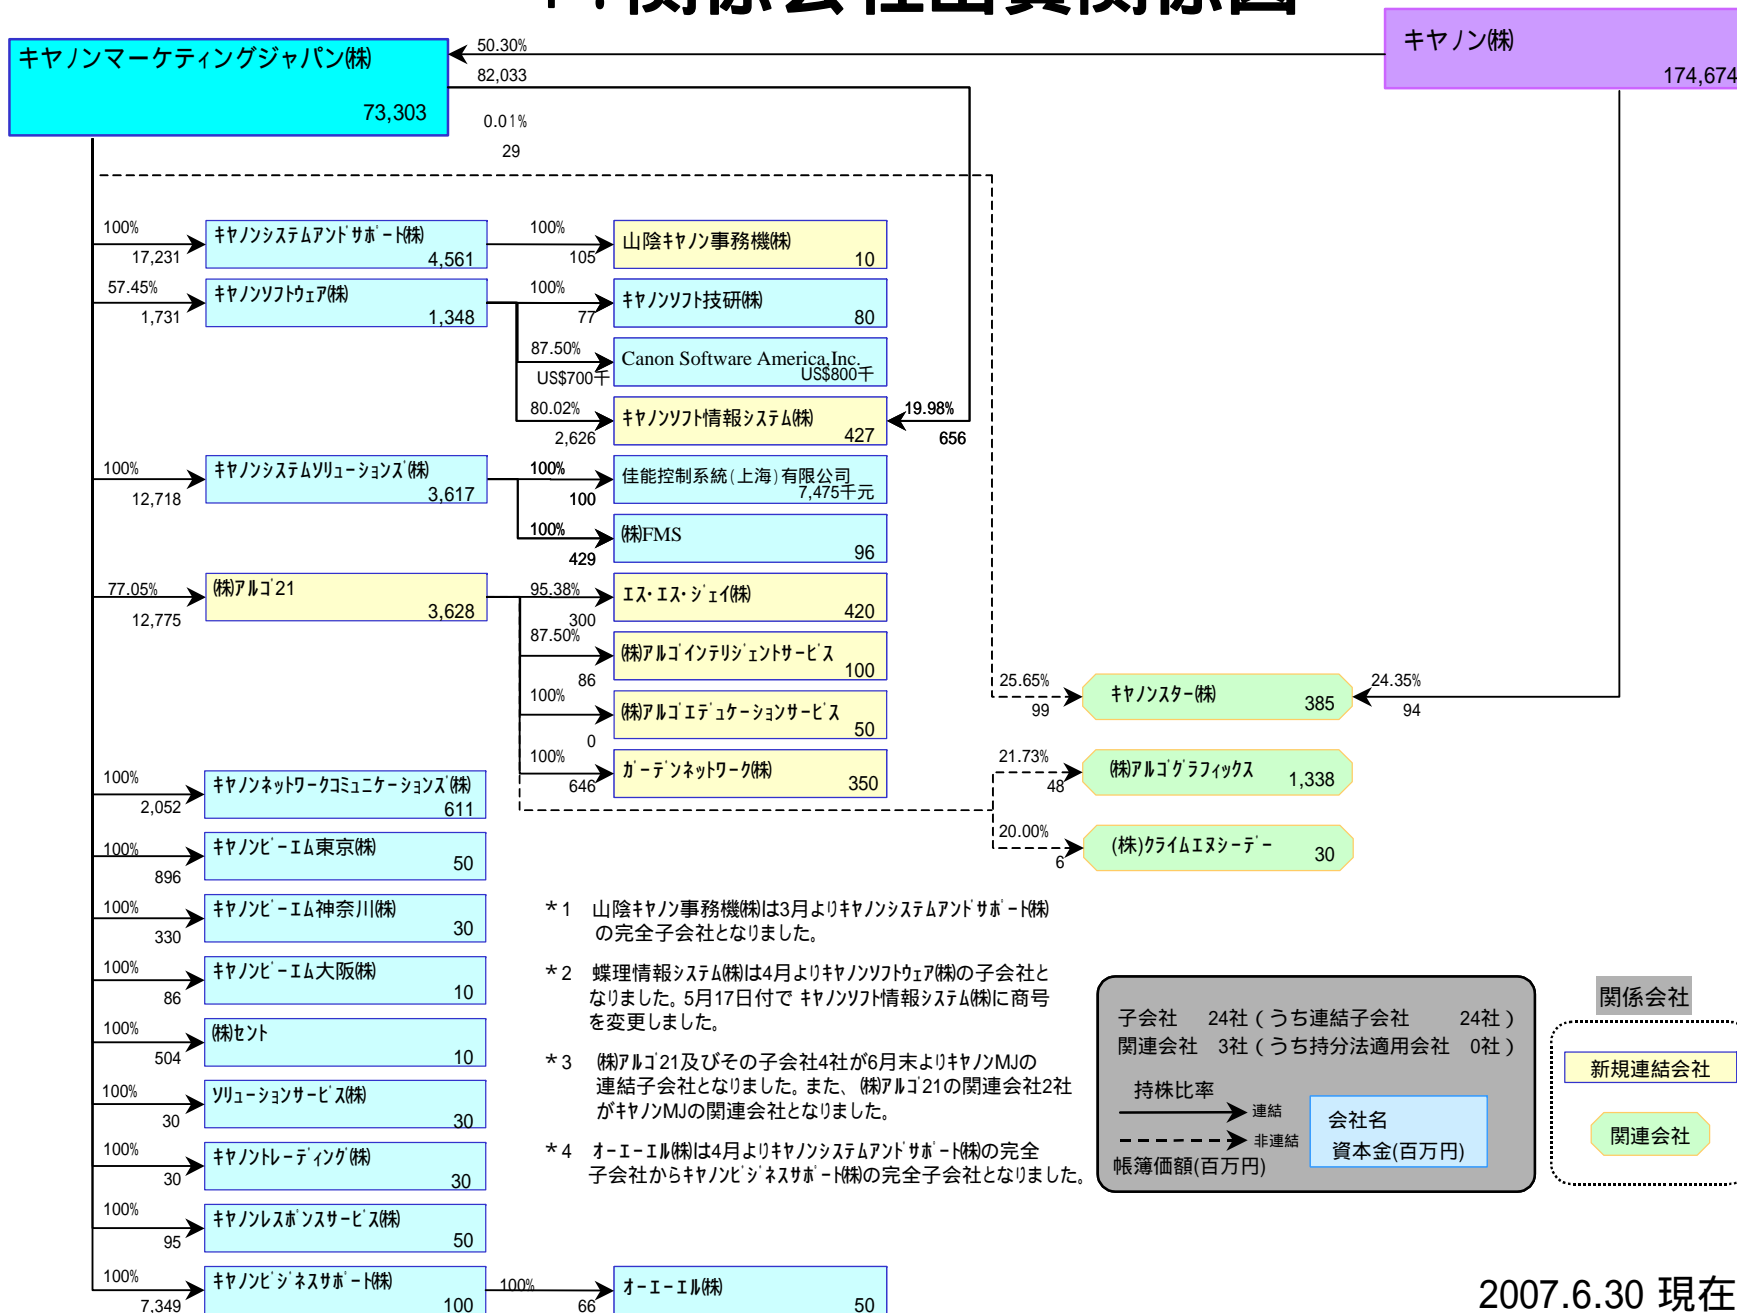 関係会社出資関係図
キヤノンマーケティングジャパン㈱
73,303
キヤノン㈱
174,674
50.30%
82,033
0.01%
29
100%
17,231
キヤノンシステムアンドサポート㈱
4,561
100%
105
山陰キヤノン事務機㈱
10
57.45%
1,731
キヤノンソフトウェア㈱
1,348
100%
77
キヤノンソフト技研㈱
80
87.50%
US$700千
Canon Software America,Inc.
US$800千
80.02%
2,626
キヤノンソフト情報システム㈱
427
19.98%
656
100%
12,718
キヤノンシステムソリューションズ㈱
3,617
100%
100
佳能控制系統(上海)有限公司
7,475千元
100%
429
㈱FMS
96
77.05%
12,775
㈱アルゴ21
3,628
95.38%
300
エス・エス・ジェイ㈱
420
87.50%
86
㈱アルゴインテリジェントサービス
100
100%
0
㈱アルゴエデュケーションサービス
50
100%
646
ガーデンネットワーク㈱
350
25.65%
99
キヤノンスター㈱
385
24.35%
94
21.73%
48
㈱アルゴグラフィックス
1,338
20.00%
6
(株)クライムエヌシーデー
30
100%
2,052
キヤノンネットワークコミュニケーションズ㈱
611
100%
896
キヤノンビーエム東京㈱
50
100%
330
キヤノンビーエム神奈川㈱
30
100%
86
キヤノンビーエム大阪㈱
10
100%
504
㈱セント
10
100%
30
ソリューションサービス㈱
30
100%
30
キヤノントレーディング㈱
30
100%
95
キヤノンレスポンスサービス㈱
50
100%
7,349
キヤノンビジネスサポート㈱
100
100%
66
オーエーエル㈱
50
*1 山陰キヤノン事務機㈱は3月よりキヤノンシステムアンドサポート㈱
の完全子会社となりました。
*2 蝶理情報システム㈱は4月よりキヤノンソフトウェア㈱の子会社と
なりました。5月17日付で キヤノンソフト情報システム㈱に商号
を変更しました。
*3 ㈱アルゴ21及びその子会社4社が6月末よりキヤノンMJの
連結子会社となりました。また、㈱アルゴ21の関連会社2社
がキヤノンMJの関連会社となりました。
*4 オーエーエル㈱は4月よりキヤノンシステムアンドサポート㈱の完全
子会社からキヤノンビジネスサポート㈱の完全子会社となりました。
子会社 24社(うち連結子会社 24社)
関連会社 3社(うち持分法適用会社 0社)
持株比率
連結
非連結
帳簿価額(百万円)
会社名
資本金(百万円)
関係会社
新規連結会社
関連会社
2007.6.30 現在